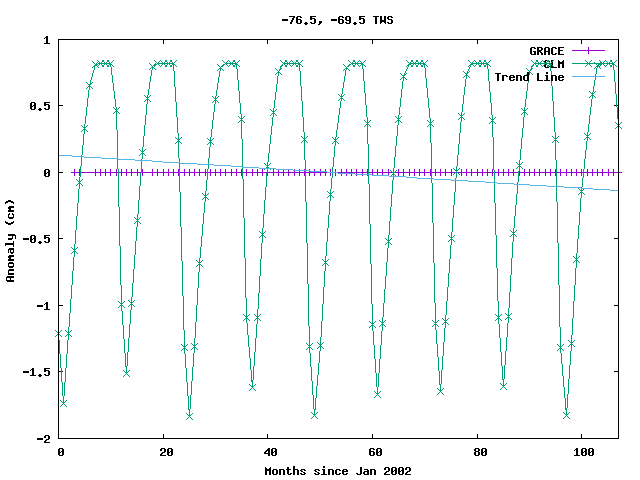 -76.5, -69.5 TWS
GRACE
GLM
Trend Line
1
0.5
0
-0.5
-1
-1.5
-2
Anomaly (cm)
0 20 40 60 80 100
Months since Jan 2002